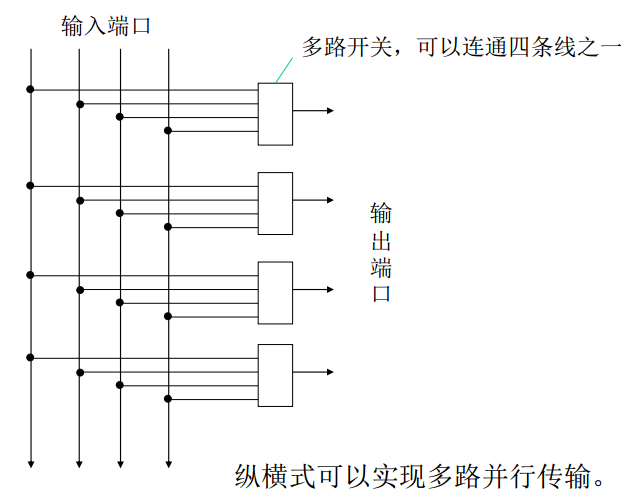 输入端口
多路开关，可以连通四条线之一
输
出
端
口
纵横式可以实现多路并行传输。